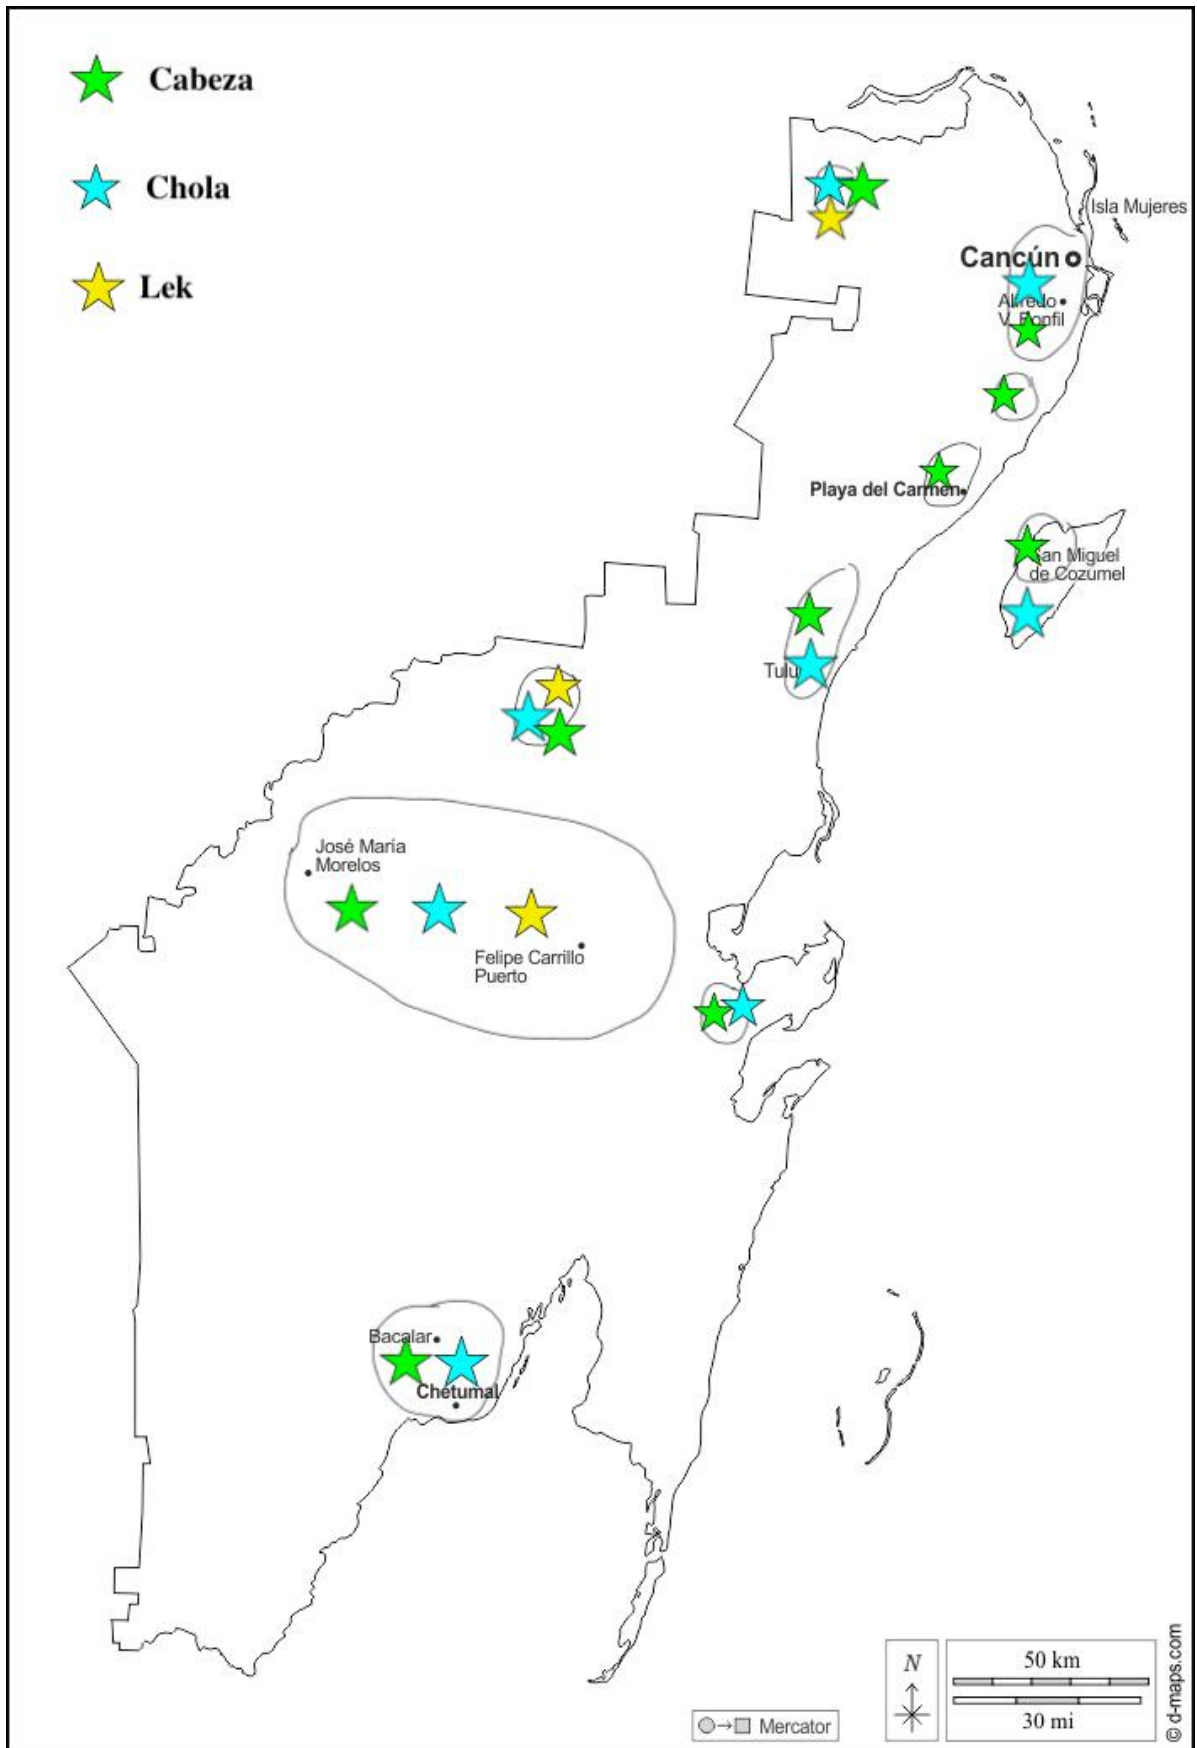 Cabeza
Chola
Lek
Isla Mujeres
Cancún
Alfredo
V. Bonfil
Playa del Carmen
San Miguel
de Cozumel
José María
Morelos
Felipe Carrillo
Puerto
Bacalar
Chetumal
N
50 km
30 mi
Mercator
© d-maps.com